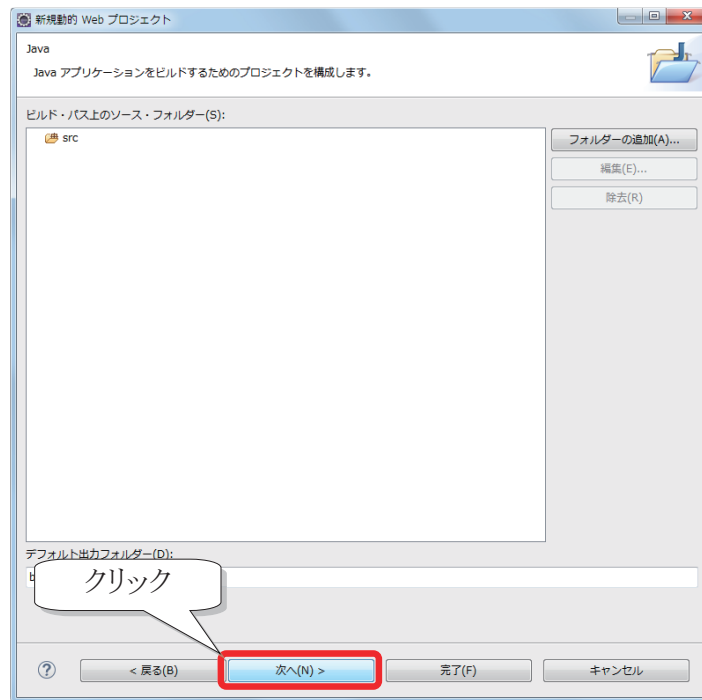 新規動的 Web プロジェクト
Java
Java アプリケーションをビルドするためのプロジェクトを構成します。
ビルド・パス上のソース・フォルダー(S):
src
フォルダーの追加(A)...
編集(E)...
除去(R)
デフォルト出力フォルダー(D):
クリック
< 戻る(B)
次へ(N) >
完了(F)
キャンセル